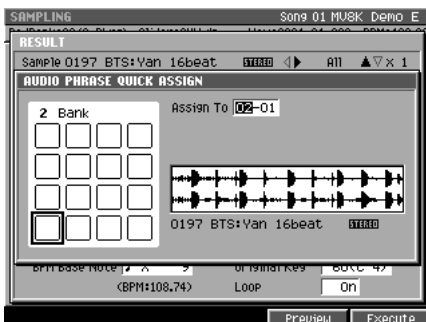 SAMPLING Song 01 MV8K Demo E
RESULT
Sample 0197 BTS:Yan 16beat STEREO All x 1
AUDIO PHRASE QUICK ASSIGN
2 Bank
Assign To 02-01
0197 BTS:Yan 16beat STEREO
BPM Base Note
Original Key
(BPM:108.74) Loop On
Preview Execute